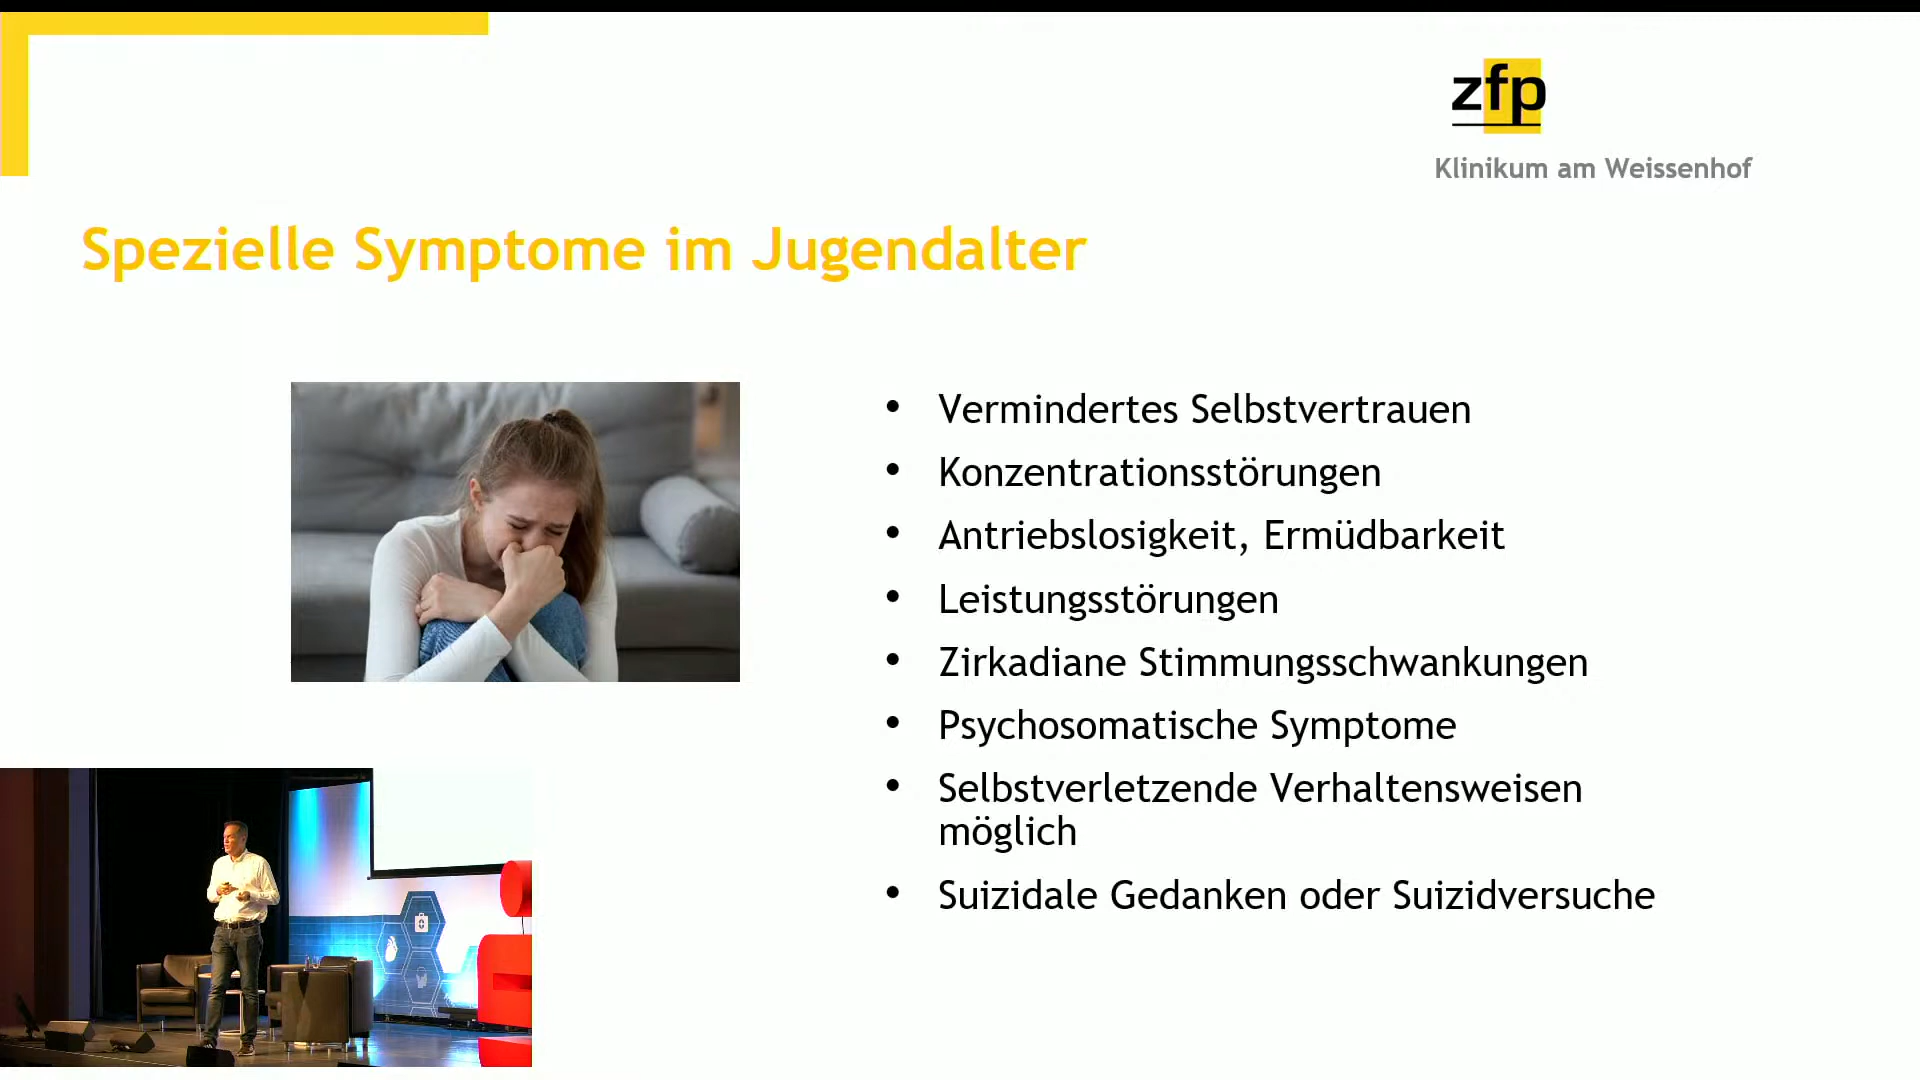 zfp
Klinikum am Weissenhof
Spezielle Symptome im Jugendalter
• Vermindertes Selbstvertrauen
• Konzentrationsstörungen
• Antriebslosigkeit, Ermüdbarkeit
• Leistungsstörungen
• Zirkadiane Stimmungsschwankungen
• Psychosomatische Symptome
• Selbstverletzende Verhaltensweisen
möglich
• Suizidale Gedanken oder Suizidversuche